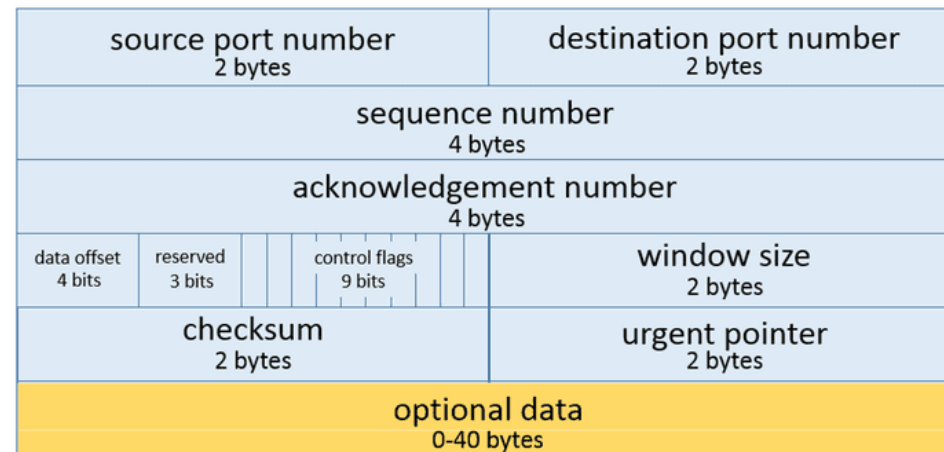 source port number
2 bytes
destination port number
2 bytes
sequence number
4 bytes
acknowledgement number
4 bytes
data offset
4 bits
reserved
3 bits
control flags
9 bits
window size
2 bytes
checksum
2 bytes
urgent pointer
2 bytes
optional data
0-40 bytes